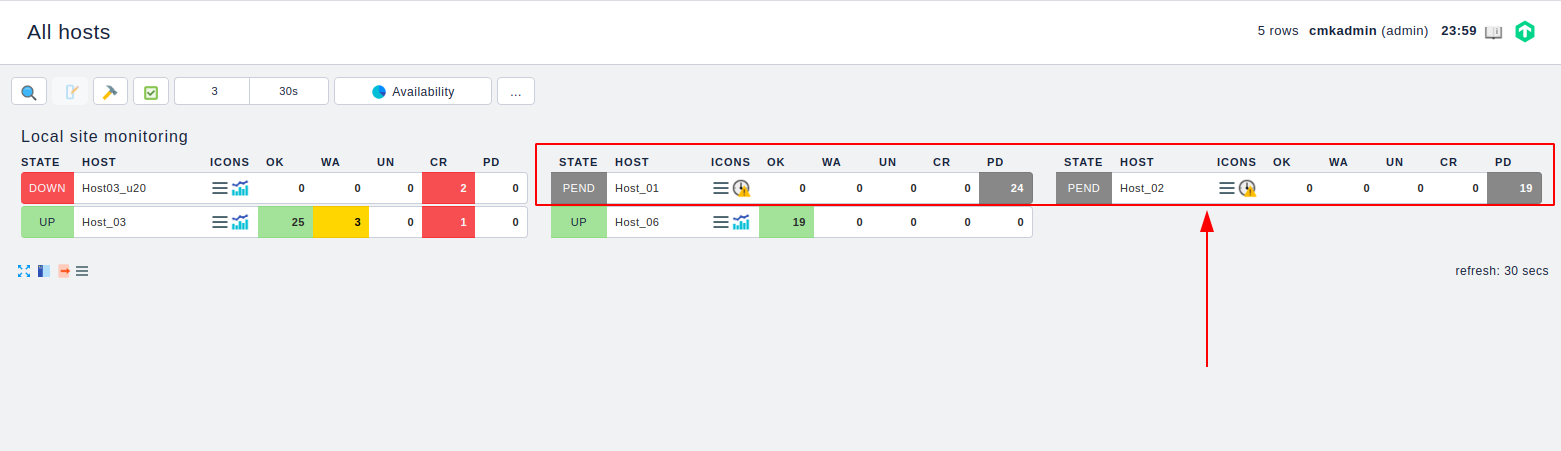 All hosts
5 rows cmkadmin (admin) 23:59
3 30s Availability ...
Local site monitoring
STATE HOST ICONS OK WA UN CR PD STATE HOST ICONS OK WA UN CR PD STATE HOST ICONS OK WA UN CR PD
DOWN Host03_u20 0 0 0 2 0 PEND Host_01 0 0 0 0 24 PEND Host_02 0 0 0 0 19
UP Host_03 25 3 0 1 0 UP Host_06 19 0 0 0 0
refresh: 30 secs